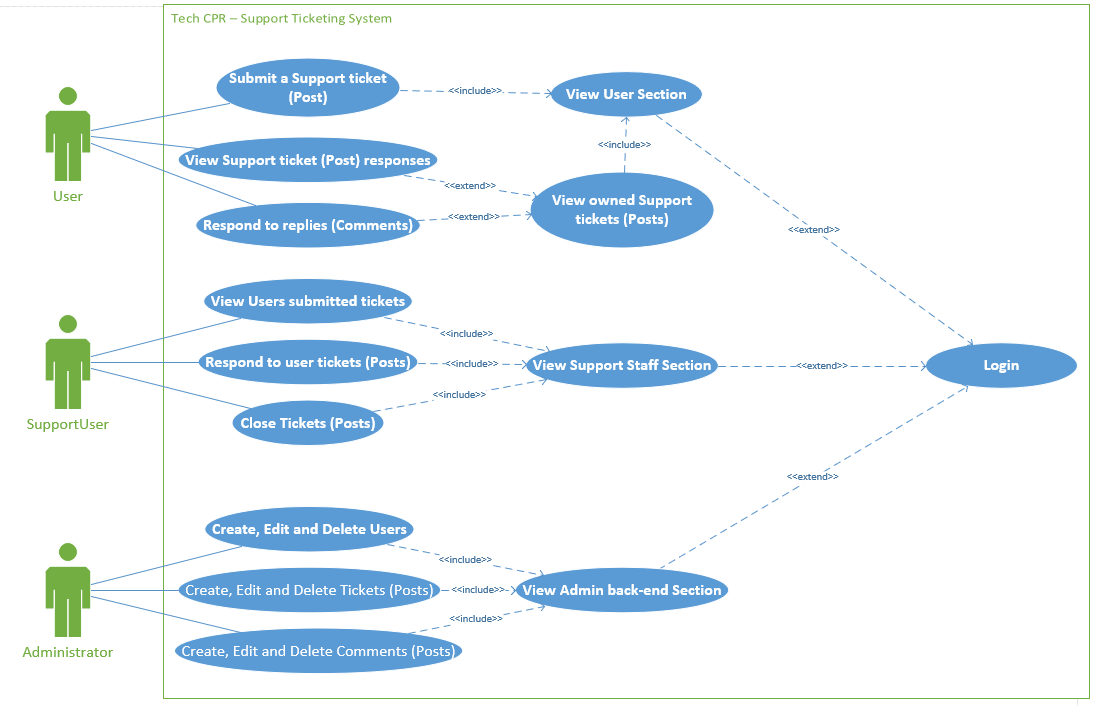 Tech CPR – Support Ticketing System
Submit a Support ticket
(Post)
<<include>>
View User Section
<<include>>
View Support ticket (Post) responses
<<extend>>
User
View owned Support
tickets (Posts)
<<extend>>
Respond to replies (Comments)
<<extend>>
View Users submitted tickets
<<include>>
Respond to user tickets (Posts)
<<include>>
View Support Staff Section
<<extend>>
Login
<<include>>
Close Tickets (Posts)
SupportUser
<<extend>>
Create, Edit and Delete Users
<<include>>
Create, Edit and Delete Tickets (Posts)
<<include>>
View Admin back-end Section
<<include>>
Create, Edit and Delete Comments (Posts)
Administrator